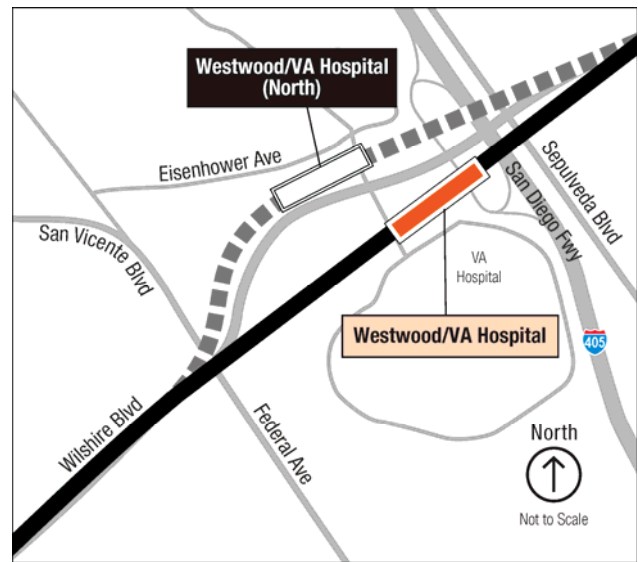 Westwood/VA Hospital
(North)
Eisenhower Ave
San Vicente Blvd
Sepulveda Blvd
San Diego Fwy
VA
Hospital
Westwood/VA Hospital
405
Wilshire Blvd
Federal Ave
North
Not to Scale